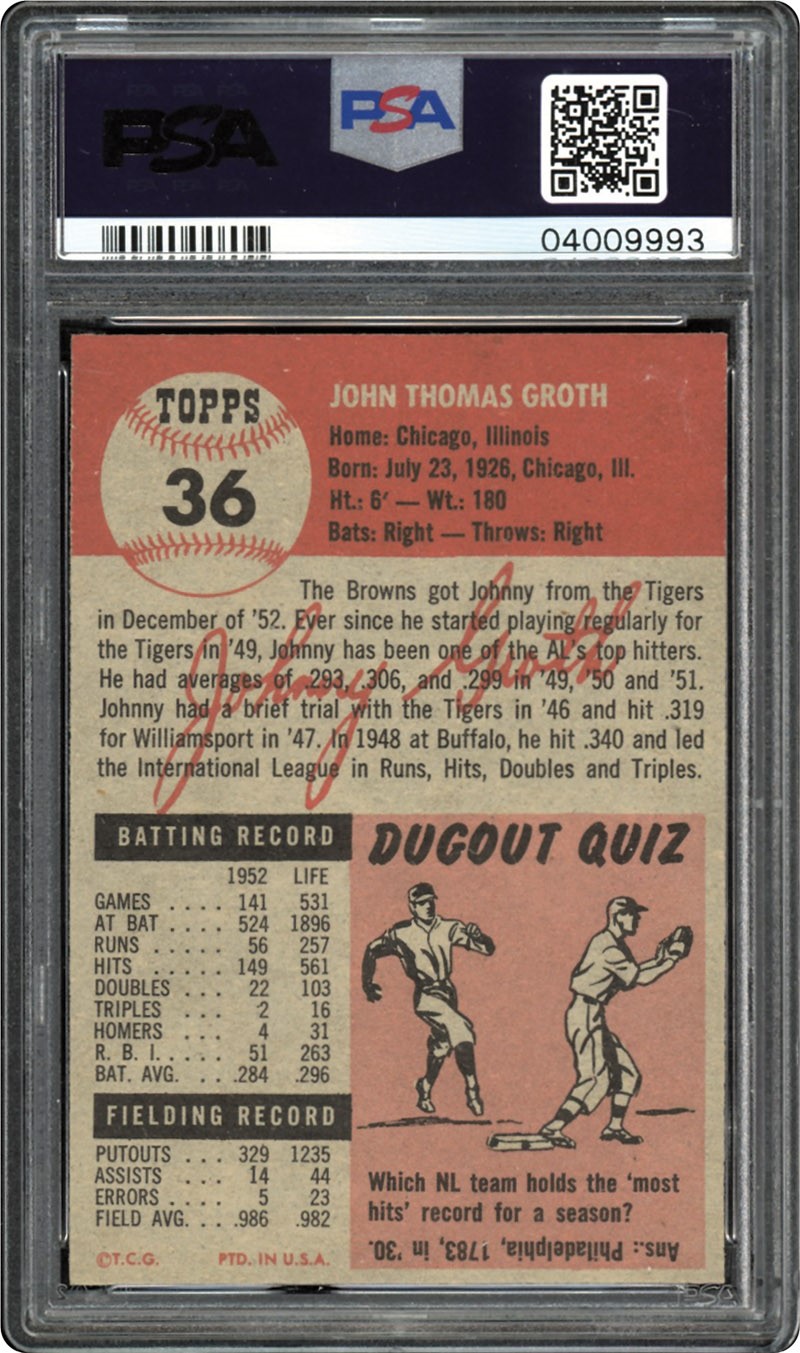 PSA
PSA
04009993
TOPPS
36
JOHN THOMAS GROTH
Home: Chicago, Illinois
Born: July 23, 1926, Chicago, Ill.
Ht.: 6‘ — Wt.: 180
Bats: Right — Throws: Right
The Browns got Johnny from the Tigers
in December of '52. Ever since he started playing regularly for
the Tigers in '49, Johnny has been one of the AL's top hitters.
He had averages of .293, .306, and .299 in '49, '50 and '51.
Johnny had a brief trial with the Tigers in '46 and hit .319
for Williamsport in '47. In 1948 at Buffalo, he hit .340 and led
the International League in Runs, Hits, Doubles and Triples.
Johnny Groth
BATTING RECORD
1952 LIFE
GAMES .... 141 531
AT BAT .... 524 1896
RUNS ..... 56 257
HITS ..... 149 561
DOUBLES ... 22 103
TRIPLES ... 2 16
HOMERS ... 4 31
R. B. I. .... 51 263
BAT. AVG. ... .284 .296
FIELDING RECORD
PUTOUTS ... 329 1235
ASSISTS ... 14 44
ERRORS .... 5 23
FIELD AVG. ... .986 .982
©T.C.G. PTD. IN U.S.A.
DUGOUT QUIZ
Which NL team holds the 'most
hits' record for a season?
Ans.: Philadelphia, 1783, in '30.
PSA